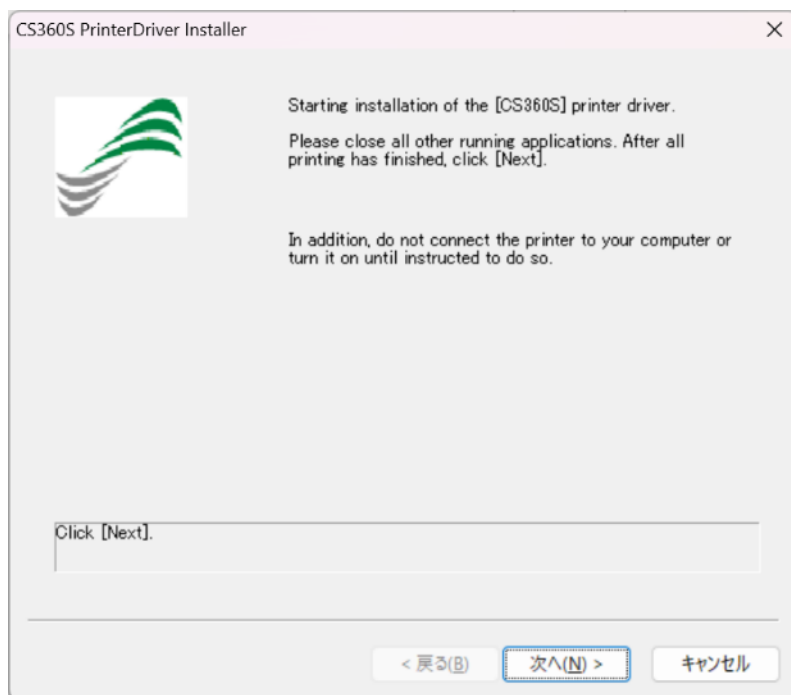 CS360S PrinterDriver Installer
Starting installation of the [CS360S] printer driver.
Please close all other running applications. After all
printing has finished, click [Next].
In addition, do not connect the printer to your computer or
turn it on until instructed to do so.
Click [Next].
< 戻る(B)
次へ(N) >
キャンセル